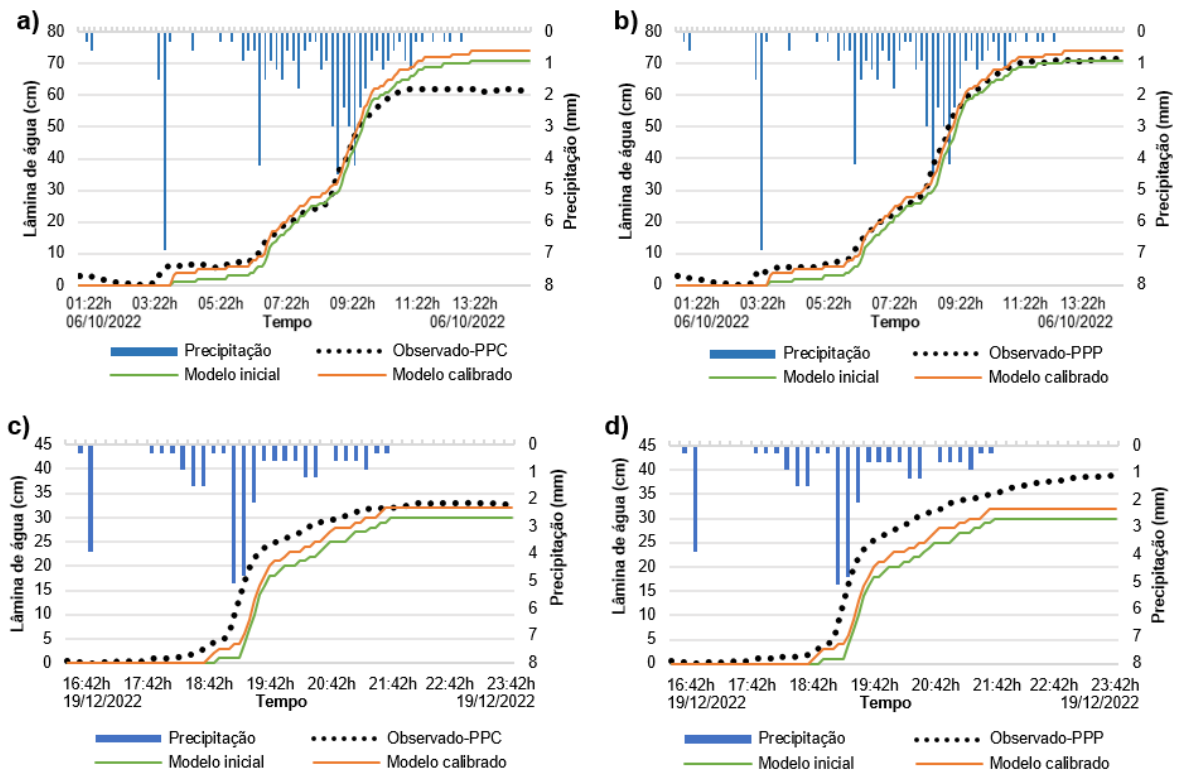 a)
80
70
60
50
40
30
20
10
0
Lâmina de água (cm)
0
1
2
3
4
5
6
7
8
Precipitação (mm)
01:22h 03:22h 05:22h 07:22h 09:22h 11:22h 13:22h
06/10/2022 Tempo 06/10/2022
Precipitação Observado-PPC
Modelo inicial Modelo calibrado
b)
80
70
60
50
40
30
20
10
0
Lâmina de água (cm)
0
1
2
3
4
5
6
7
8
Precipitação (mm)
01:22h 03:22h 05:22h 07:22h 09:22h 11:22h 13:22h
06/10/2022 Tempo 06/10/2022
Precipitação Observado-PPP
Modelo inicial Modelo calibrado
c)
45
40
35
30
25
20
15
10
5
0
Lâmina de água (cm)
0
1
2
3
4
5
6
7
8
Precipitação (mm)
16:42h 17:42h 18:42h 19:42h 20:42h 21:42h 22:42h 23:42h
19/12/2022 Tempo 19/12/2022
Precipitação Observado-PPC
Modelo inicial Modelo calibrado
d)
45
40
35
30
25
20
15
10
5
0
Lâmina de água (cm)
0
1
2
3
4
5
6
7
8
Precipitação (mm)
16:42h 17:42h 18:42h 19:42h 20:42h 21:42h 22:42h 23:42h
19/12/2022 Tempo 19/12/2022
Precipitação Observado-PPP
Modelo inicial Modelo calibrado